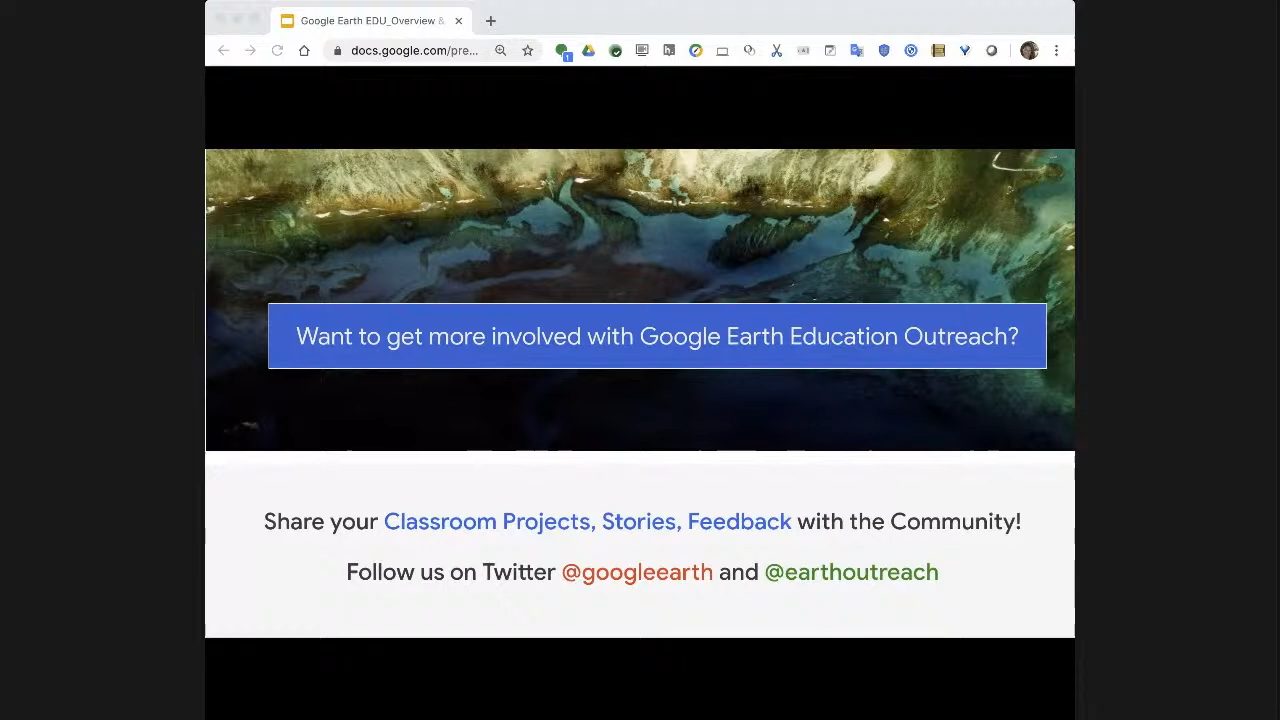 Google Earth EDU_Overview &
docs.google.com/pre...
1
Want to get more involved with Google Earth Education Outreach?
Share your Classroom Projects, Stories, Feedback with the Community!
Follow us on Twitter @googleearth and @earthoutreach